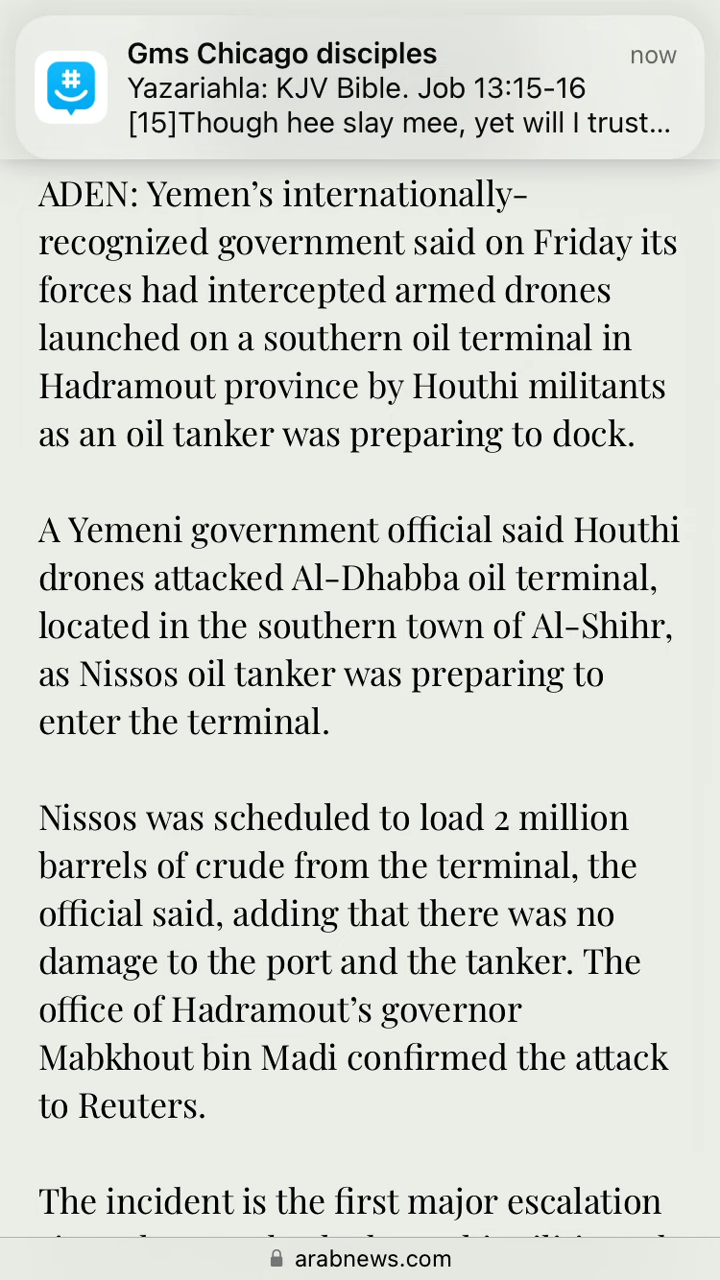 Gms Chicago disciples
now
Yazariahla: KJV Bible. Job 13:15-16
[15]Though hee slay mee, yet will I trust...
ADEN: Yemen’s internationally-
recognized government said on Friday its
forces had intercepted armed drones
launched on a southern oil terminal in
Hadramout province by Houthi militants
as an oil tanker was preparing to dock.
A Yemeni government official said Houthi
drones attacked Al-Dhabba oil terminal,
located in the southern town of Al-Shihr,
as Nissos oil tanker was preparing to
enter the terminal.
Nissos was scheduled to load 2 million
barrels of crude from the terminal, the
official said, adding that there was no
damage to the port and the tanker. The
office of Hadramout’s governor
Mabkhout bin Madi confirmed the attack
to Reuters.
The incident is the first major escalation
arabnews.com